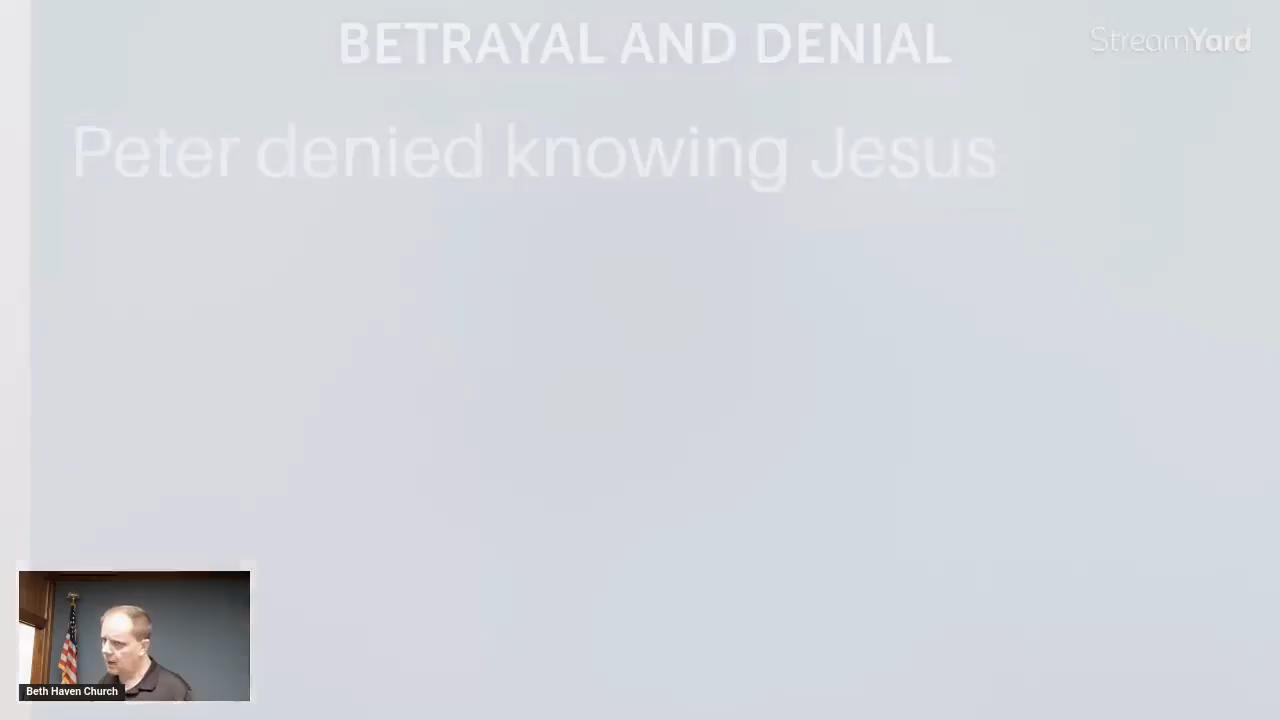 BETRAYAL AND DENIAL
StreamYard
Peter denied knowing Jesus
Beth Haven Church